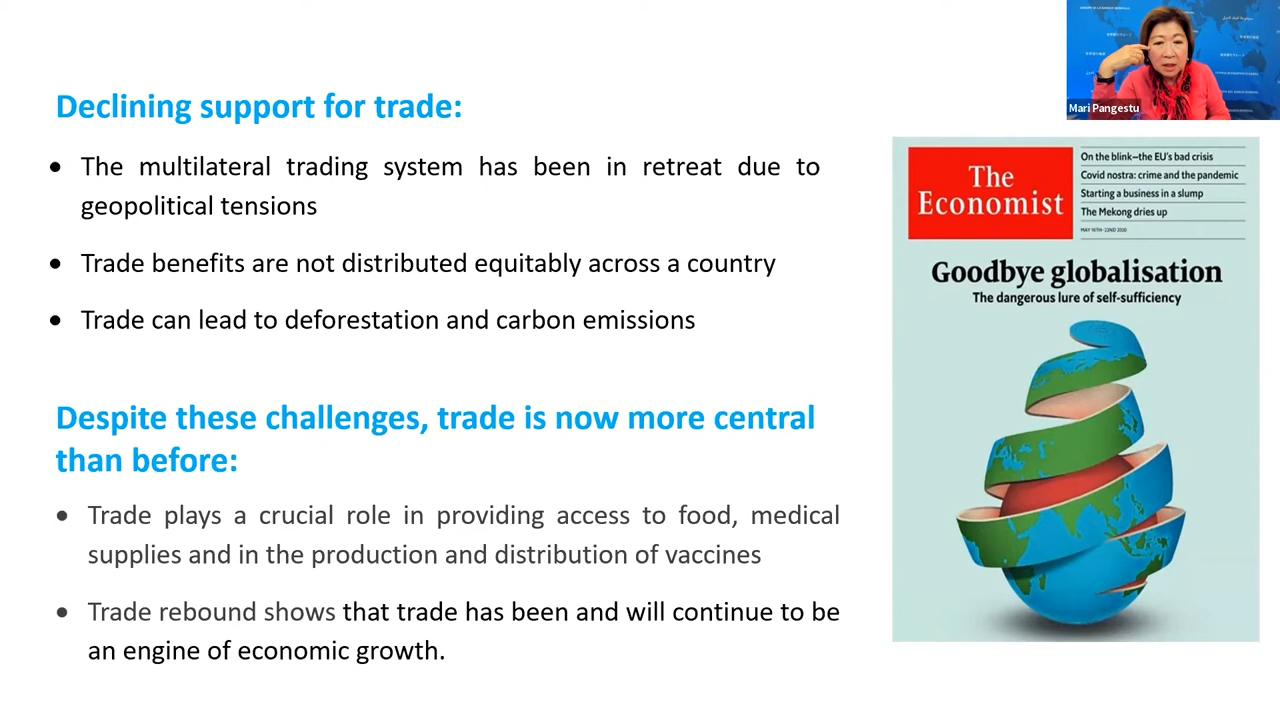 Declining support for trade:
• The multilateral trading system has been in retreat due to
geopolitical tensions
• Trade benefits are not distributed equitably across a country
• Trade can lead to deforestation and carbon emissions
Despite these challenges, trade is now more central
than before:
• Trade plays a crucial role in providing access to food, medical
supplies and in the production and distribution of vaccines
• Trade rebound shows that trade has been and will continue to be
an engine of economic growth.
Mari Pangestu
The
Economist
On the blink–the EU's bad crisis
Covid nostra: crime and the pandemic
Starting a business in a slump
The Mekong dries up
MAY 16TH–22ND 2020
Goodbye globalisation
The dangerous lure of self-sufficiency